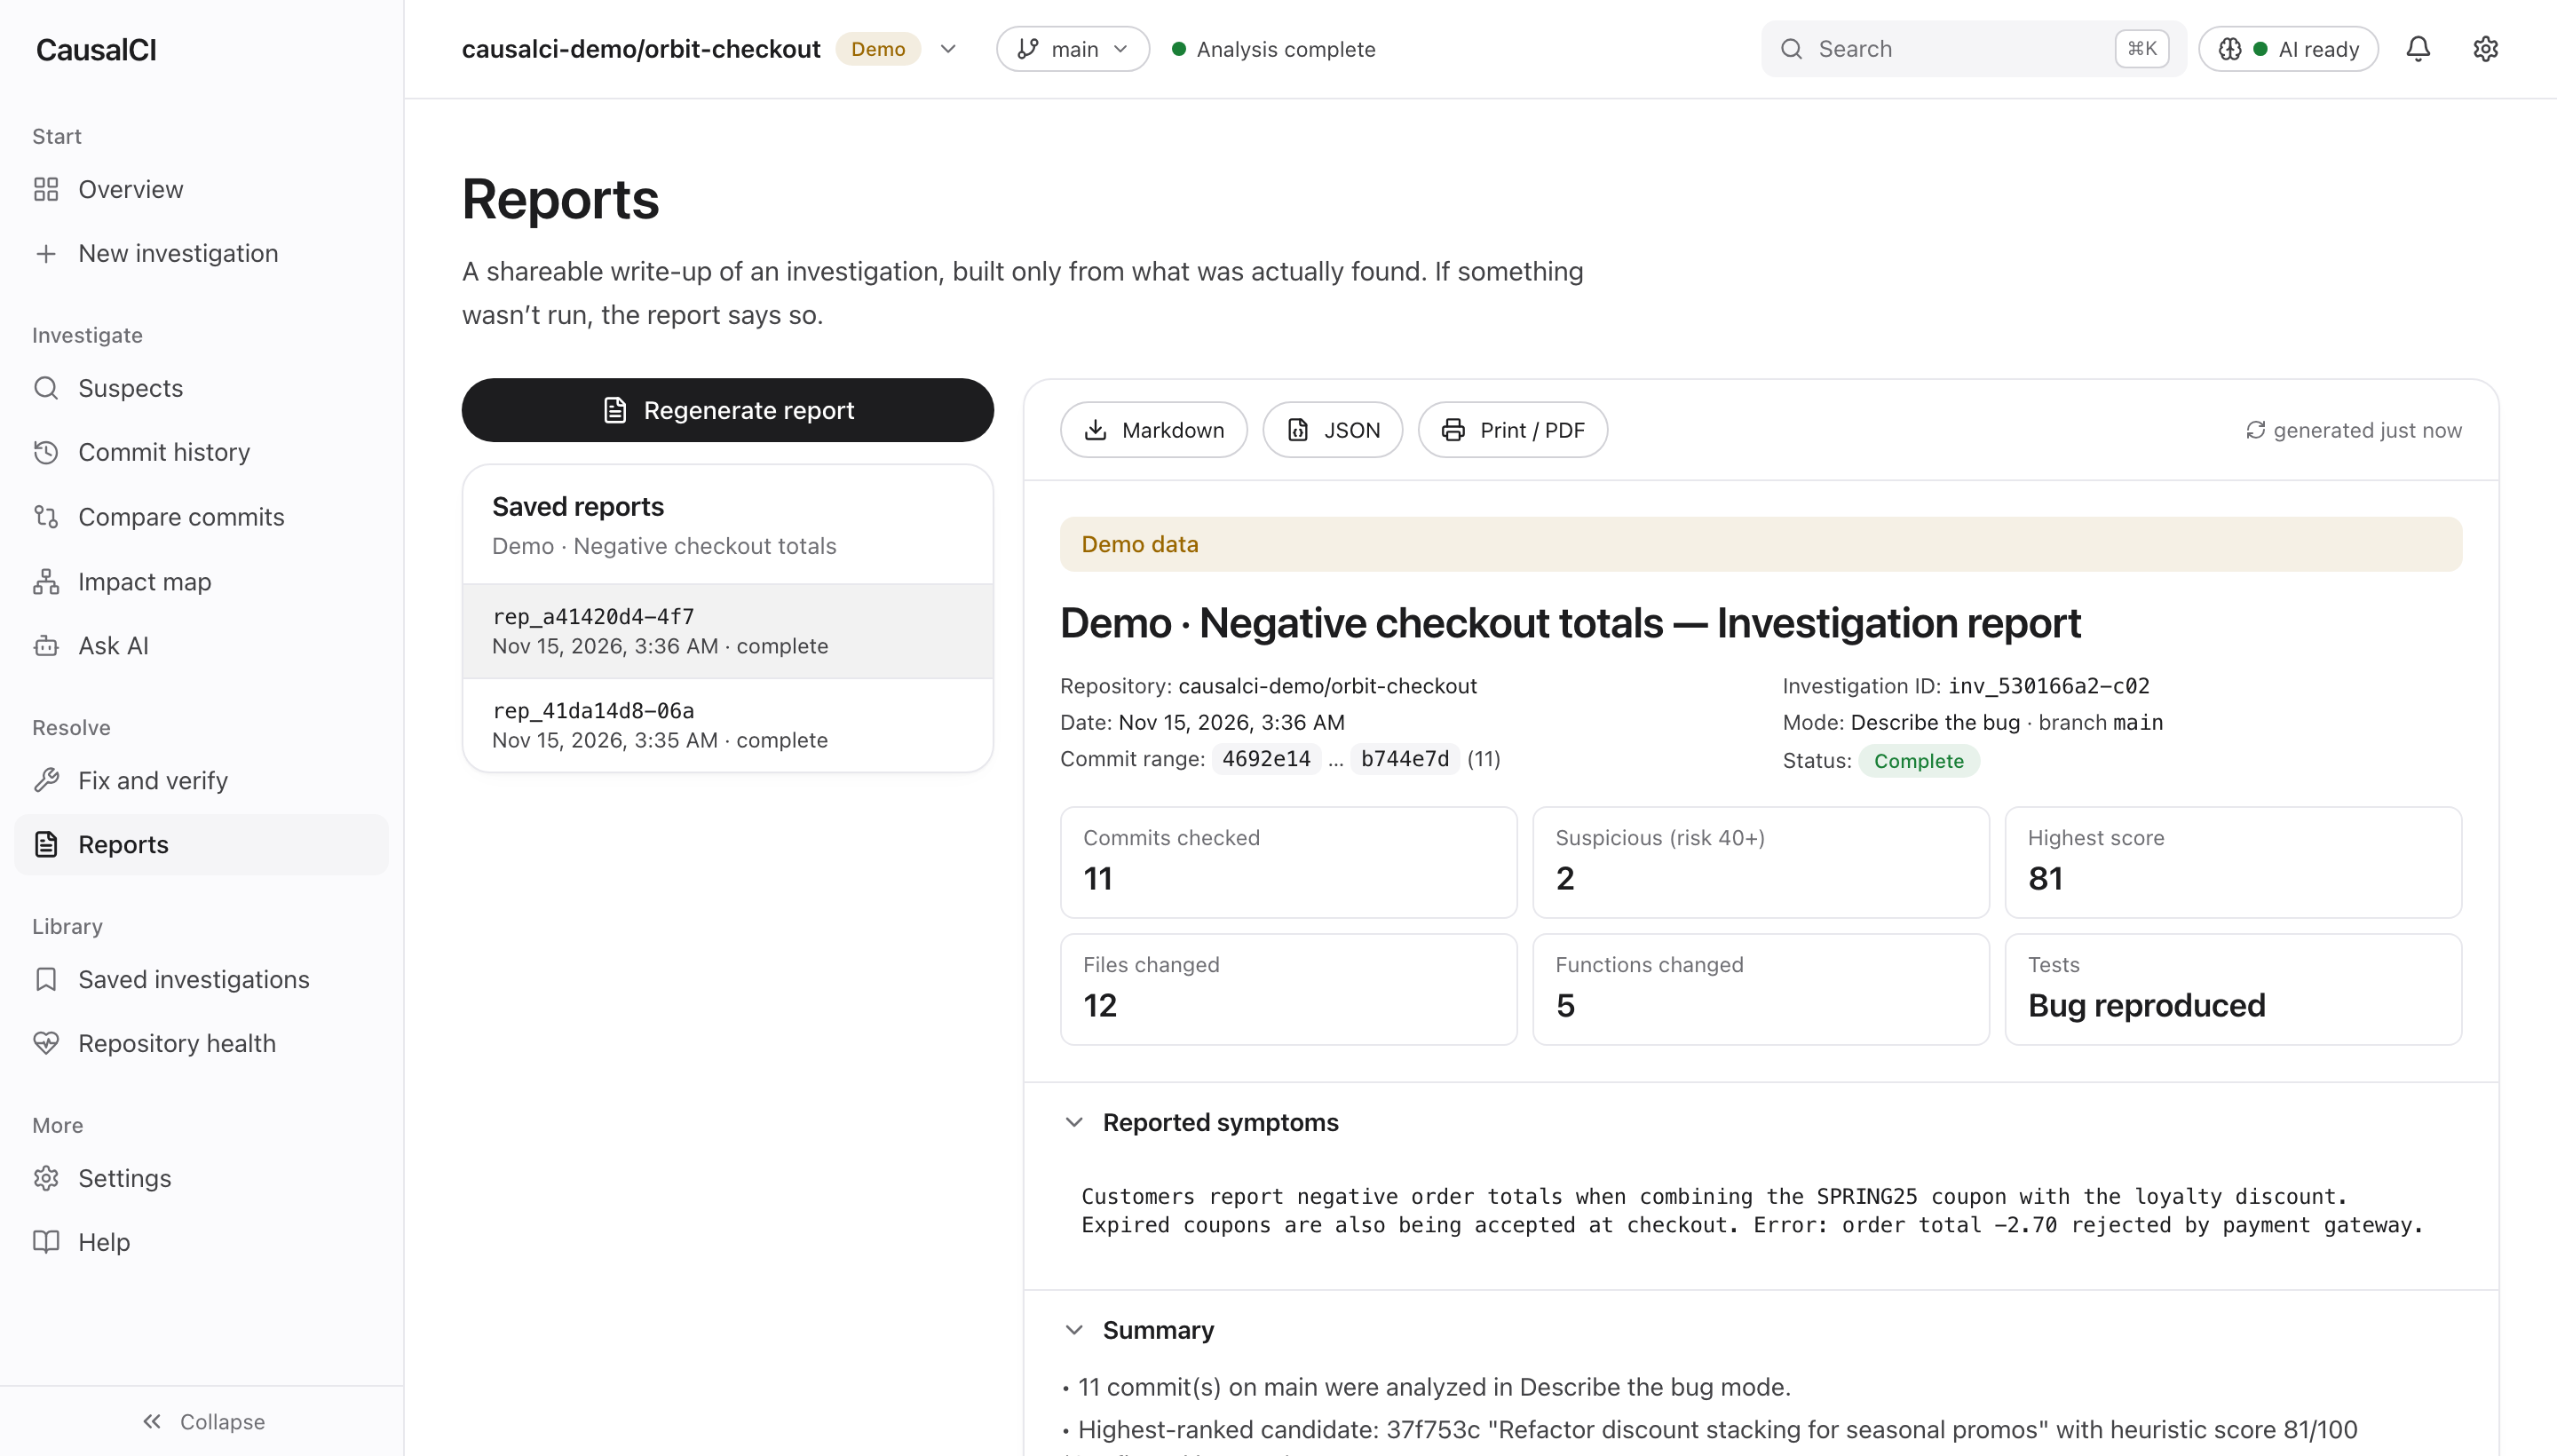 CausalCI
Start
Overview
New investigation
Investigate
Suspects
Commit history
Compare commits
Impact map
Ask AI
Resolve
Fix and verify
Reports
Library
Saved investigations
Repository health
More
Settings
Help
Collapse
causalci-demo/orbit-checkout Demo main Analysis complete
Search ⌘K AI ready
Reports
A shareable write-up of an investigation, built only from what was actually found. If something
wasn’t run, the report says so.
Regenerate report
Saved reports
Demo · Negative checkout totals
rep_a41420d4-4f7
Nov 15, 2026, 3:36 AM · complete
rep_41da14d8-06a
Nov 15, 2026, 3:35 AM · complete
Markdown JSON Print / PDF generated just now
Demo data
Demo · Negative checkout totals — Investigation report
Repository: causalci-demo/orbit-checkout
Investigation ID: inv_530166a2-c02
Date: Nov 15, 2026, 3:36 AM
Mode: Describe the bug · branch main
Commit range: 4692e14 … b744e7d (11)
Status: Complete
Commits checked
11
Suspicious (risk 40+)
2
Highest score
81
Files changed
12
Functions changed
5
Tests
Bug reproduced
Reported symptoms
Customers report negative order totals when combining the SPRING25 coupon with the loyalty discount.
Expired coupons are also being accepted at checkout. Error: order total -2.70 rejected by payment gateway.
Summary
• 11 commit(s) on main were analyzed in Describe the bug mode.
• Highest-ranked candidate: 37f753c "Refactor discount stacking for seasonal promos" with heuristic score 81/100